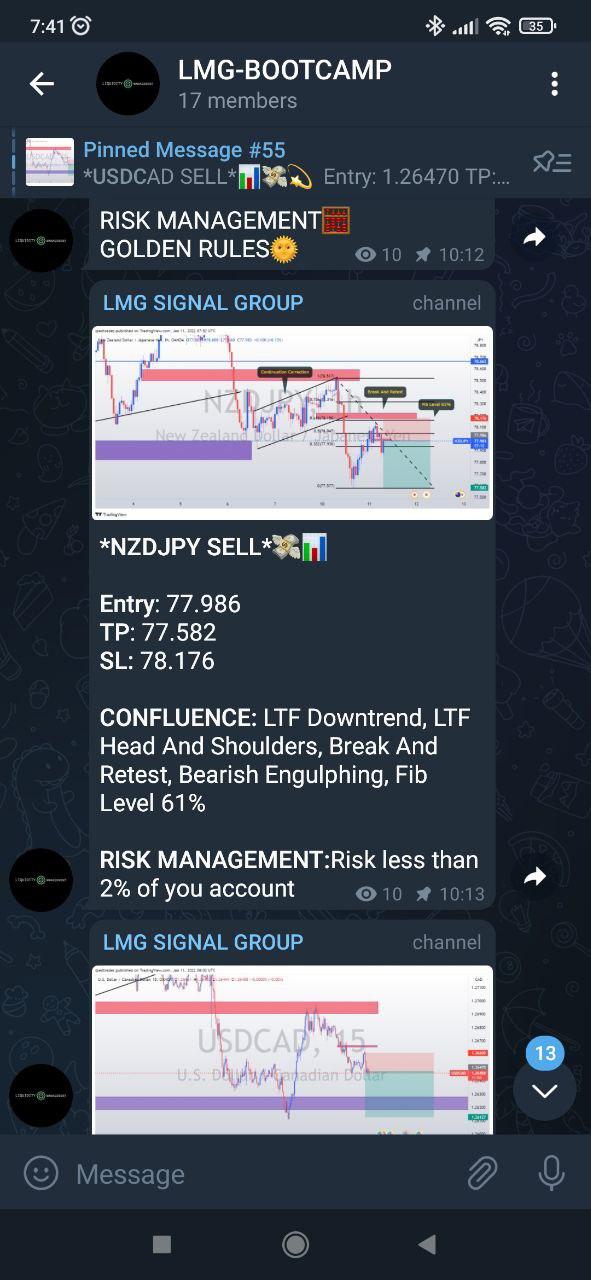 7:41
35
LMG-BOOTCAMP
17 members
Pinned Message #55
*USDCAD SELL*📊💸💫 Entry: 1.26470 TP:...
RISK MANAGEMENT🧮
GOLDEN RULES🌞
10 10:12
LMG SIGNAL GROUP channel
Continuation Correction
Break And Retest
Fib Level 61%
NZDJPY, 1h
New Zealand Dollar / Japanese Yen
TradingView
*NZDJPY SELL*💸📊
Entry: 77.986
TP: 77.582
SL: 78.176
CONFLUENCE: LTF Downtrend, LTF
Head And Shoulders, Break And
Retest, Bearish Engulphing, Fib
Level 61%
RISK MANAGEMENT:Risk less than
2% of you account
10 10:13
LMG SIGNAL GROUP channel
USDCAD, 15
U.S. Dollar / Canadian Dollar
13
Message